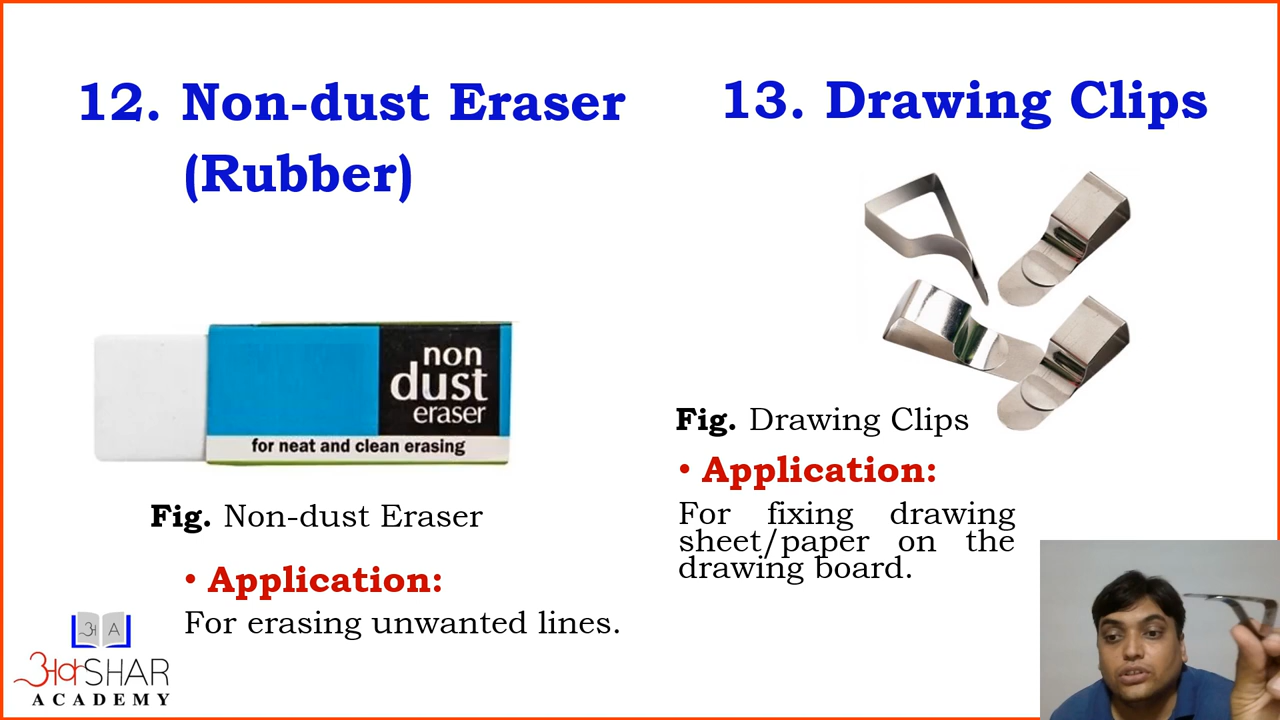 12. Non-dust Eraser
(Rubber)
non
dust
eraser
for neat and clean erasing
Fig. Non-dust Eraser
• Application:
For erasing unwanted lines.
13. Drawing Clips
Fig. Drawing Clips
• Application:
For fixing drawing
sheet/paper on the
drawing board.
अ A
अक्SHAR
ACADEMY